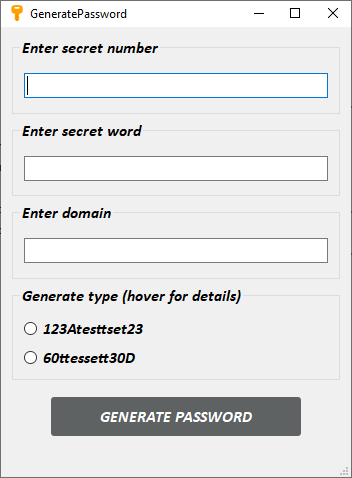 GeneratePassword
Enter secret number
Enter secret word
Enter domain
Generate type (hover for details)
123Atesttset23
60ttessett30D
GENERATE PASSWORD